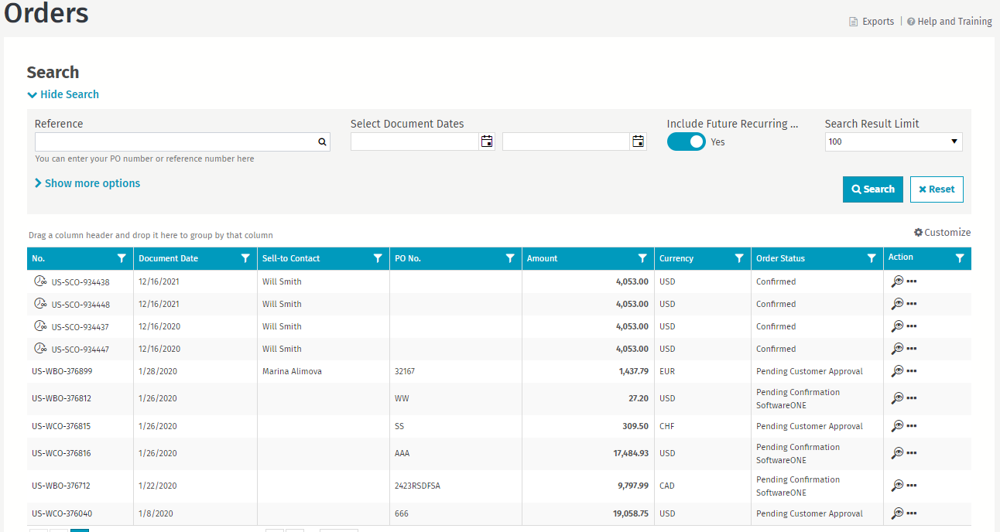 Orders
Exports | Help and Training
Search
Hide Search
Reference Select Document Dates Include Future Recurring ... Search Result Limit
Yes 100
You can enter your PO number or reference number here
Show more options
Search Reset
Drag a column header and drop it here to group by that column Customize
No. Document Date Sell-to Contact PO No. Amount Currency Order Status Action
US-SCO-934438 12/16/2021 Will Smith 4,053.00 USD Confirmed
US-SCO-934448 12/16/2021 Will Smith 4,053.00 USD Confirmed
US-SCO-934437 12/16/2020 Will Smith 4,053.00 USD Confirmed
US-SCO-934447 12/16/2020 Will Smith 4,053.00 USD Confirmed
US-WBO-376899 1/28/2020 Marina Alimova 32167 1,437.79 EUR Pending Customer Approval
US-WBO-376812 1/26/2020 WW 27.20 USD Pending Confirmation
SoftwareONE
US-WCO-376815 1/26/2020 SS 309.50 CHF Pending Customer Approval
US-WCO-376816 1/26/2020 AAA 17,484.93 USD Pending Confirmation
SoftwareONE
US-WBO-376712 1/22/2020 2423RSDFSA 9,797.99 CAD Pending Confirmation
SoftwareONE
US-WCO-376040 1/8/2020 666 19,058.75 USD Pending Customer Approval